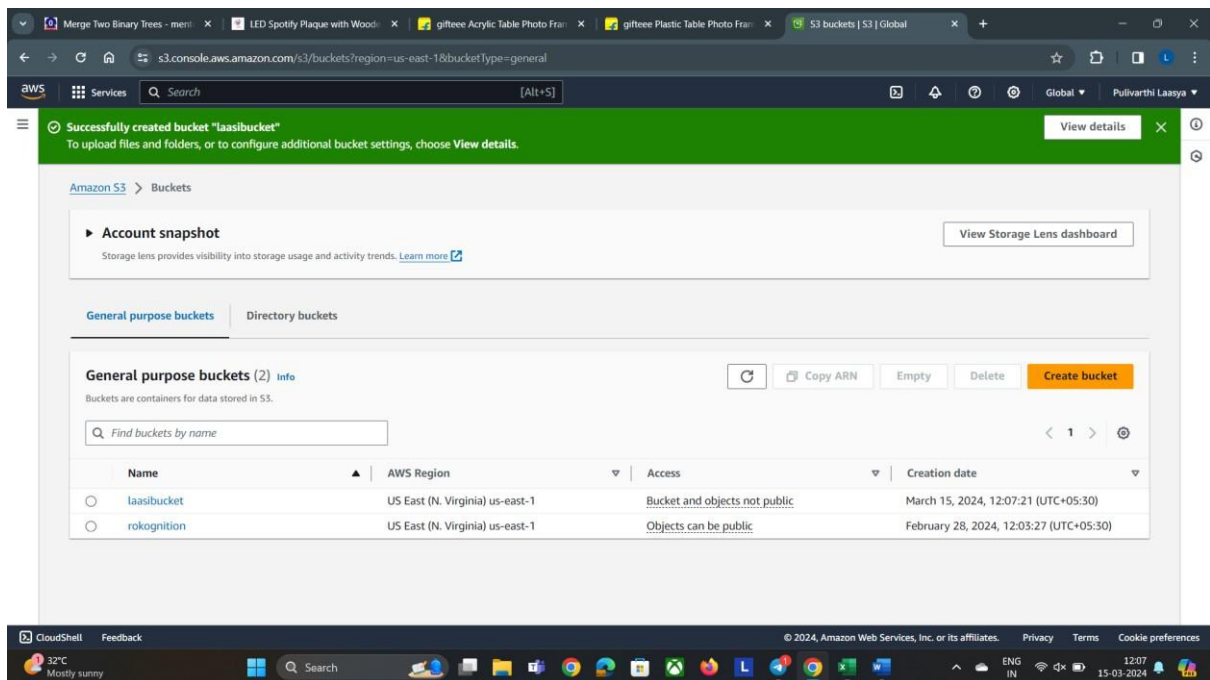 Merge Two Binary Trees - ment
LED Spotify Plaque with Woode
gifteee Acrylic Table Photo Fran
gifteee Plastic Table Photo Fram
S3 buckets | S3 | Global
s3.console.aws.amazon.com/s3/buckets?region=us-east-1&bucketType=general
L
aws Services Search [Alt+S] Global Pulivarthi Laasya
Successfully created bucket "laasibucket"
To upload files and folders, or to configure additional bucket settings, choose View details.
View details
Amazon S3 > Buckets
Account snapshot
Storage lens provides visibility into storage usage and activity trends. Learn more
View Storage Lens dashboard
General purpose buckets Directory buckets
General purpose buckets (2) Info
Buckets are containers for data stored in S3.
Copy ARN Empty Delete Create bucket
Find buckets by name
1
Name AWS Region Access Creation date
laasibucket US East (N. Virginia) us-east-1 Bucket and objects not public March 15, 2024, 12:07:21 (UTC+05:30)
rokognition US East (N. Virginia) us-east-1 Objects can be public February 28, 2024, 12:03:27 (UTC+05:30)
CloudShell Feedback © 2024, Amazon Web Services, Inc. or its affiliates. Privacy Terms Cookie preferences
1
32°C
Mostly sunny
Search
L
ENG
IN
12:07
15-03-2024